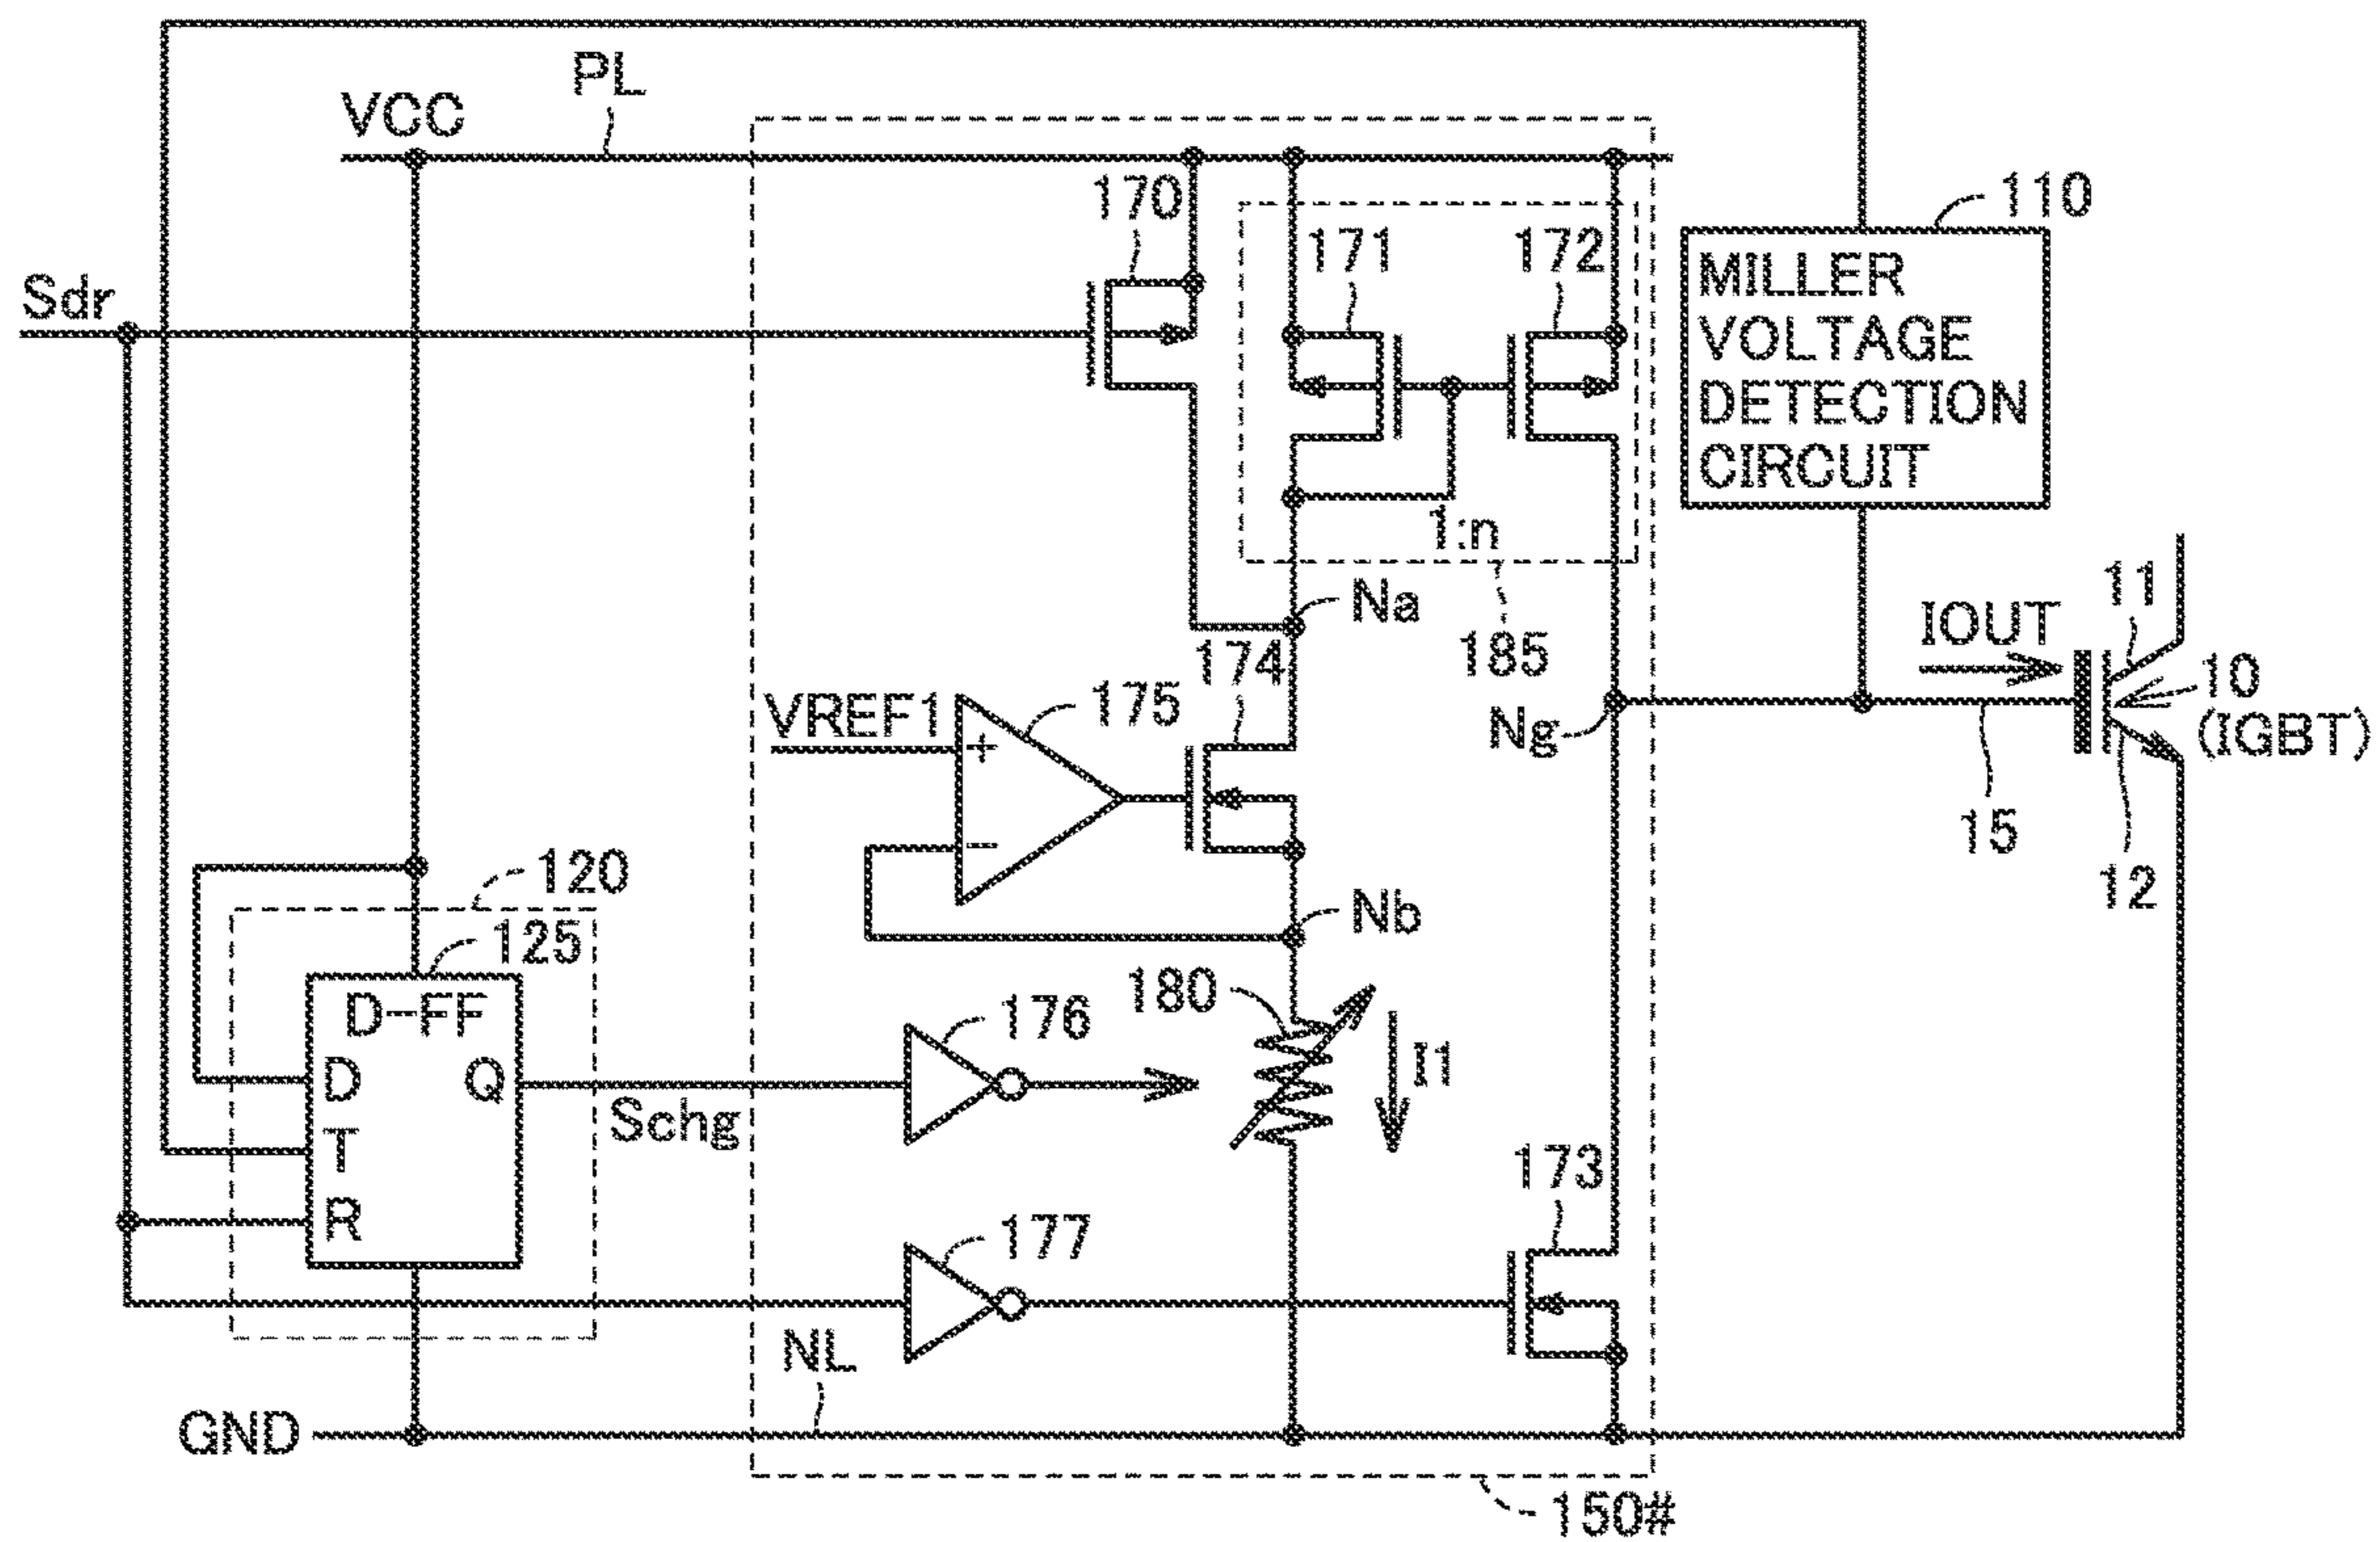 PL
VCC
170
110
171
172
MILLER
VOLTAGE
DETECTION
CIRCUIT
Sdr
1:n
Na
11
IOUT
185
174
10
(IGBT)
VREF1
175
+
Ng
15
12
−
120
125
Nb
D-FF
180
176
D
Q
I1
Schg
T
173
R
177
NL
GND
150#